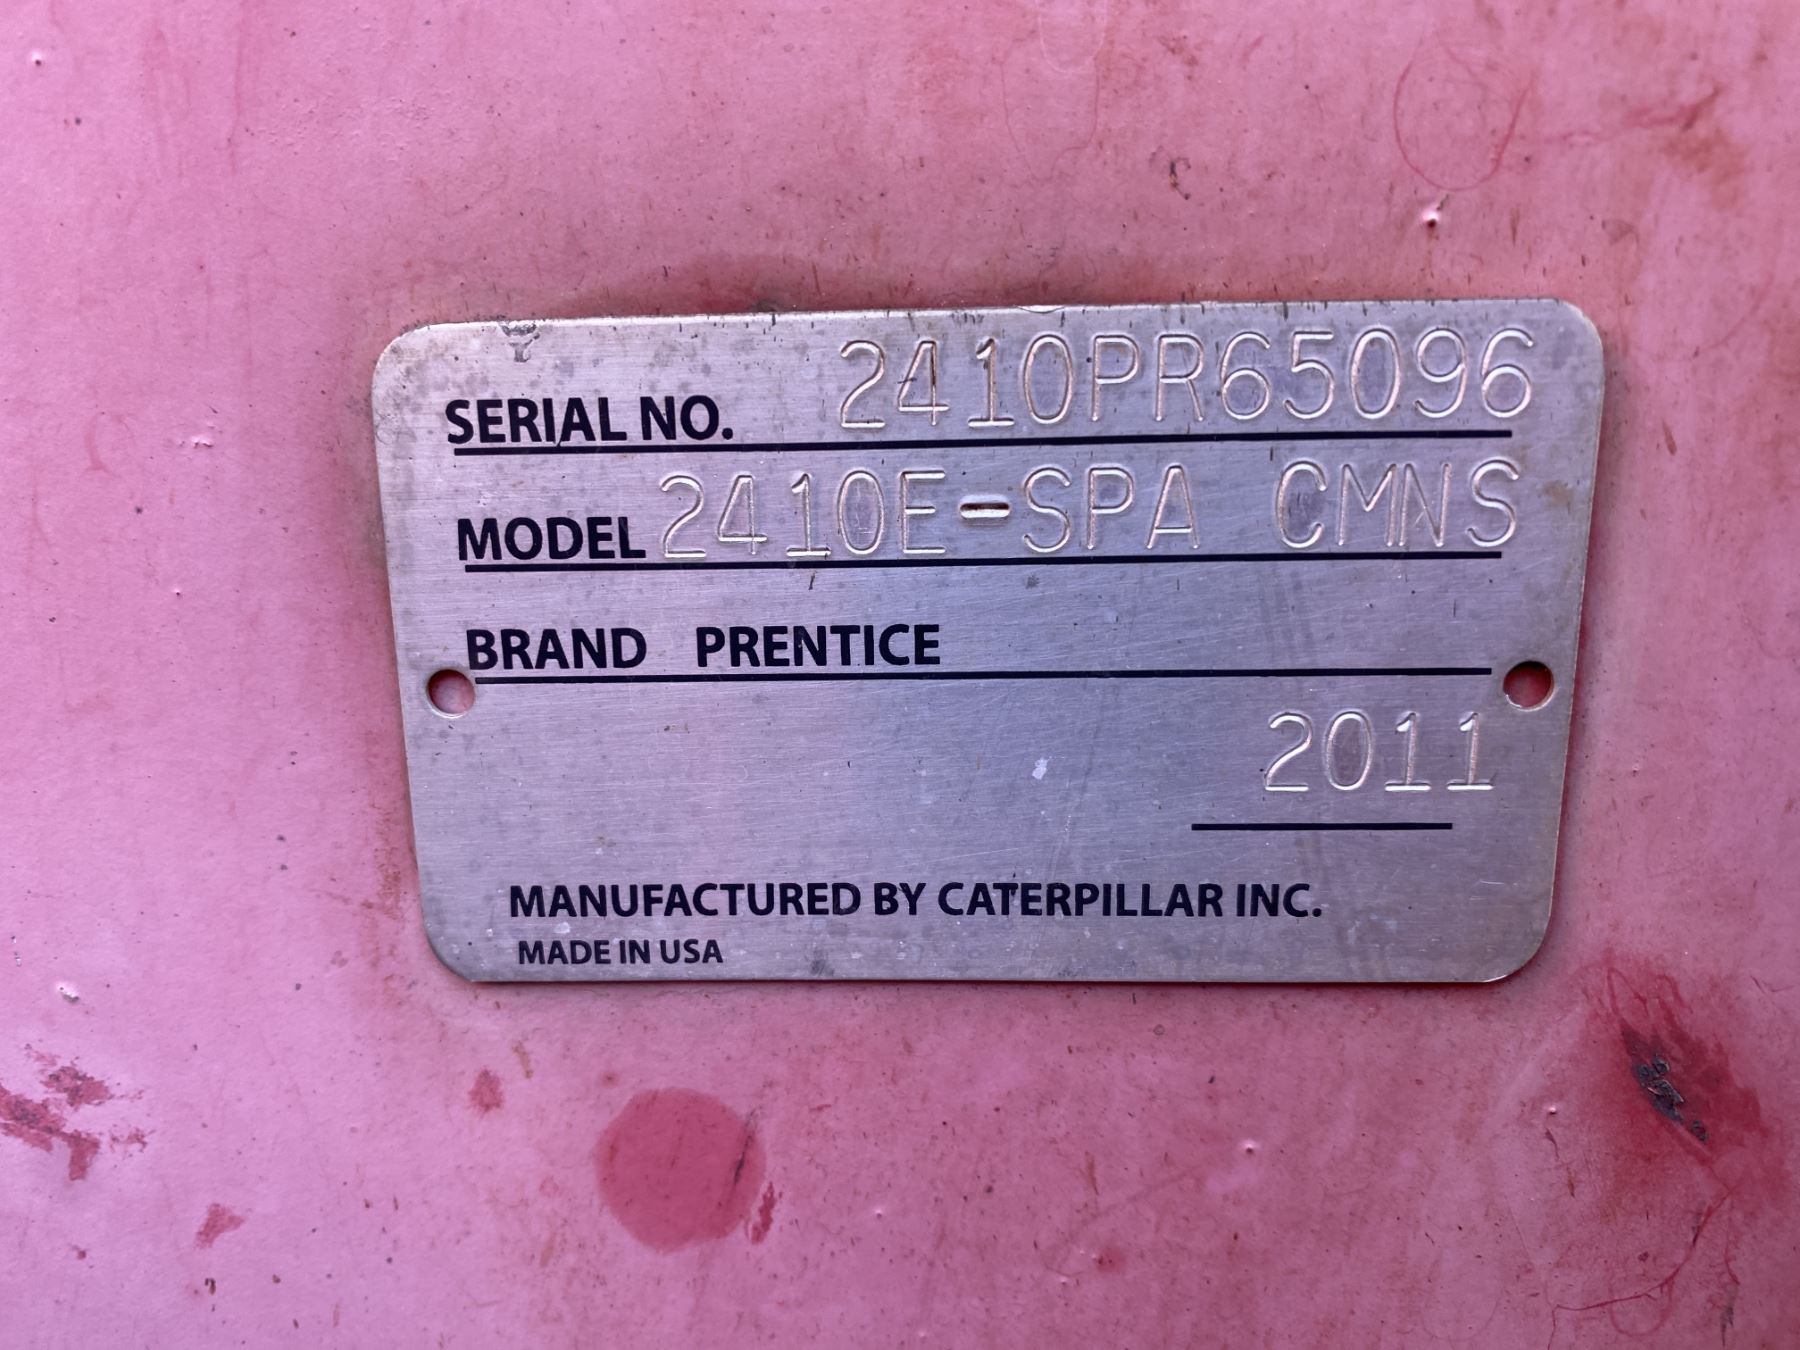 SERIAL NO. 2410PR65096
MODEL 2410E-SPA CMNS
BRAND PRENTICE
2011
MANUFACTURED BY CATERPILLAR INC.
MADE IN USA